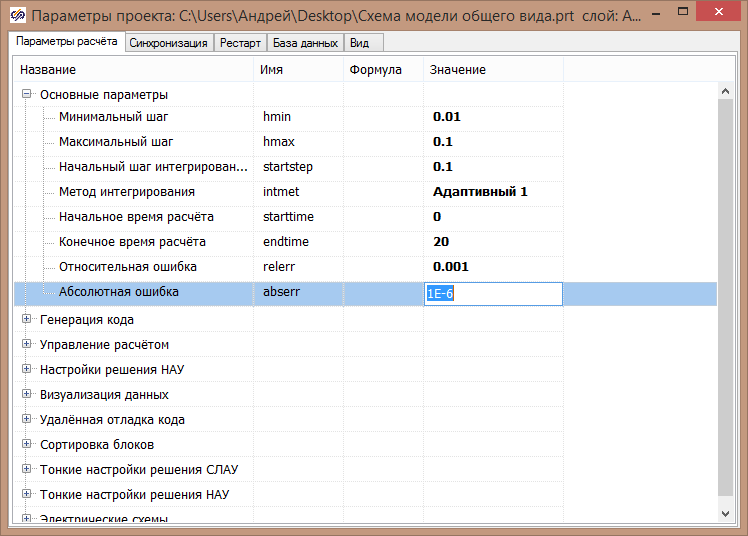 Параметры проекта: C:\Users\Андрей\Desktop\Схема модели общего вида.prt слой: А...
Параметры расчёта Синхронизация Рестарт База данных Вид
Название Имя Формула Значение
Основные параметры
Минимальный шаг hmin 0.01
Максимальный шаг hmax 0.1
Начальный шаг интегрирован... startstep 0.1
Метод интегрирования intmet Адаптивный 1
Начальное время расчёта starttime 0
Конечное время расчёта endtime 20
Относительная ошибка relerr 0.001
Абсолютная ошибка abserr 1E-6
Генерация кода
Управление расчётом
Настройки решения НАУ
Визуализация данных
Удалённая отладка кода
Сортировка блоков
Тонкие настройки решения СЛАУ
Тонкие настройки решения НАУ
Электрические схемы